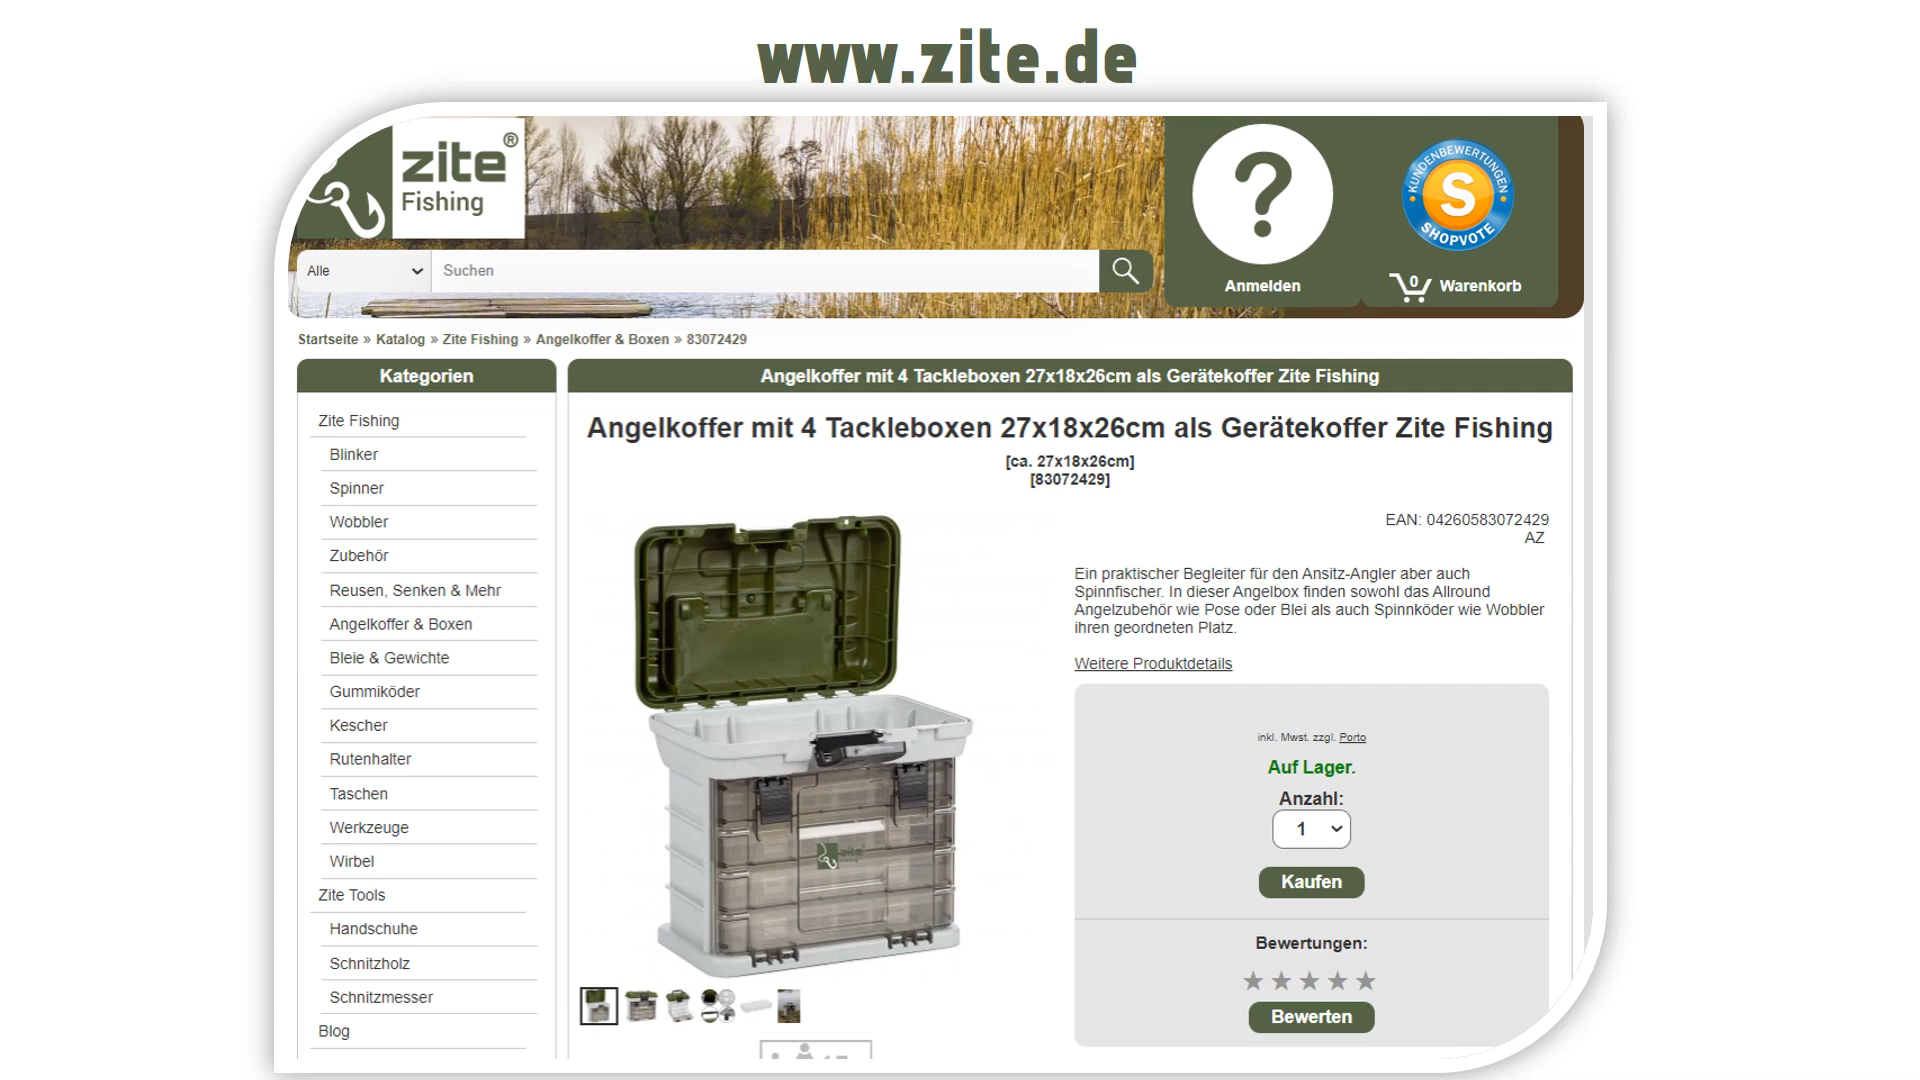 www.zite.de
zite®
Fishing
Alle
Suchen
?
Anmelden
KUNDENBEWERTUNGEN
S
SHOPVOTE
0
Warenkorb
Startseite » Katalog » Zite Fishing » Angelkoffer & Boxen » 83072429
Kategorien
Zite Fishing
Blinker
Spinner
Wobbler
Zubehör
Reusen, Senken & Mehr
Angelkoffer & Boxen
Bleie & Gewichte
Gummiköder
Kescher
Rutenhalter
Taschen
Werkzeuge
Wirbel
Zite Tools
Handschuhe
Schnitzholz
Schnitzmesser
Blog
Angelkoffer mit 4 Tackleboxen 27x18x26cm als Gerätekoffer Zite Fishing
Angelkoffer mit 4 Tackleboxen 27x18x26cm als Gerätekoffer Zite Fishing
[ca. 27x18x26cm]
[83072429]
zite
EAN: 04260583072429
AZ
Ein praktischer Begleiter für den Ansitz-Angler aber auch
Spinnfischer. In dieser Angelbox finden sowohl das Allround
Angelzubehör wie Pose oder Blei als auch Spinnköder wie Wobbler
ihren geordneten Platz.
Weitere Produktdetails
inkl. Mwst. zzgl. Porto
Auf Lager.
Anzahl:
1
Kaufen
Bewertungen:
★ ★ ★ ★ ★
Bewerten